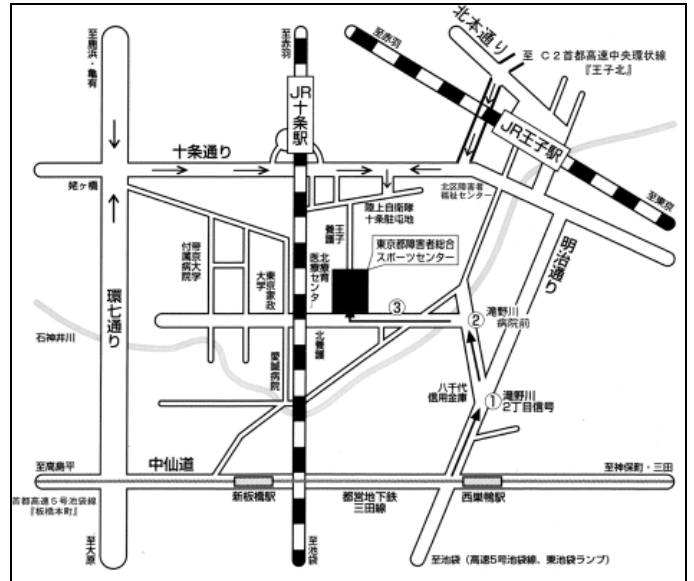 至鹿浜・亀有
至赤羽
至赤羽
北本通り
至 C2首都高速中央環状線
『王子北』
JR十条駅
JR王子駅
十条通り
姥ヶ橋
陸上自衛隊
十条駐屯地
北区障害者
福祉センター
至東京
明治通り
帝京大学
付属病院
東京家政
大学
北療育
医療センター
王子
養護
東京都障害者総合
スポーツセンター
環七通り
石神井川
③
②
滝野川
病院前
北養護
愛誠病院
八千代
信用金庫
①
滝野川
2丁目信号
至高島平
中仙道
至神保町・三田
首都高速5号池袋線
『板橋本町』
新板橋駅
都営地下鉄
三田線
西巣鴨駅
至大原
至池袋
至池袋(高速5号池袋線、東池袋ランプ)